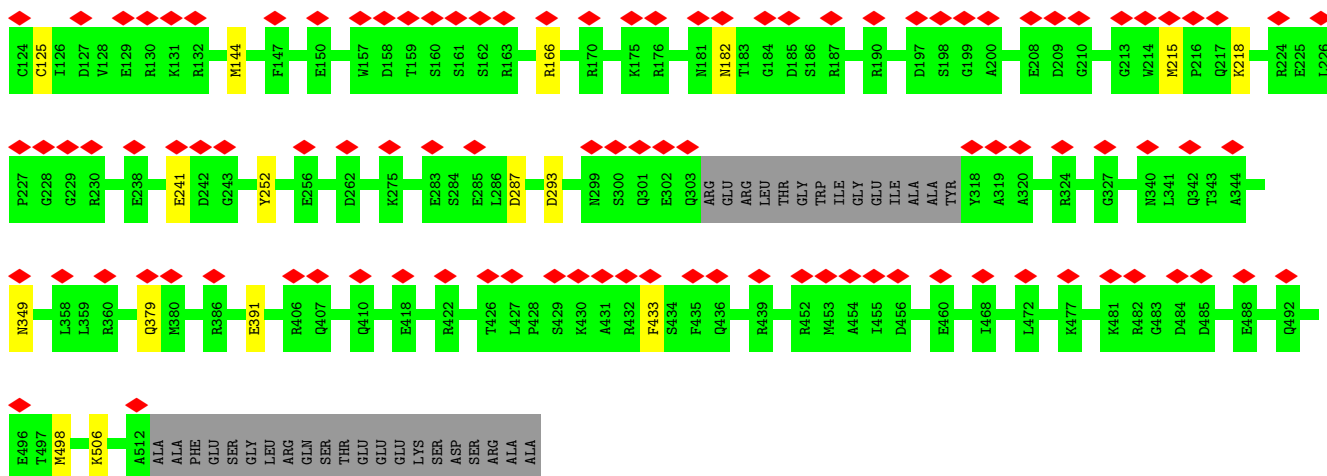 C124 C125 I126 D127 V128 E129 R130 K131 R132 M144 F147 E150 W157 D158 T159 S160 S161 S162 R163 R166 R170 K175 R176 N181 N182 T183 G184 D185 S186 R187 R190 D197 S198 G199 A200 E208 D209 G210 G213 W214 M215 P216 Q217 K218 R224 E225 L226
P227 G228 G229 R230 E238 E241 D242 G243 Y252 E256 D262 K275 E283 S284 E285 L286 D287 D293 N299 S300 Q301 E302 Q303 ARG GLU ARG LEU THR GLY TRP ILE GLY GLU ILE ALA ALA TYR Y318 A319 A320 R324 G327 N340 L341 Q342 T343 A344
N349 L358 L359 R360 Q379 M380 R386 E391 R406 Q407 Q410 E418 R422 T426 L427 P428 S429 K430 A431 R432 F433 S434 F435 Q436 R439 R452 M453 A454 I455 D456 E460 I468 L472 K477 K481 R482 G483 D484 D485 E488 Q492
E496 T497 M498 K506 A512 ALA ALA PHE GLU SER GLY LEU ARG GLN SER THR GLU GLU GLU LYS SER ASP SER ARG ALA ALA